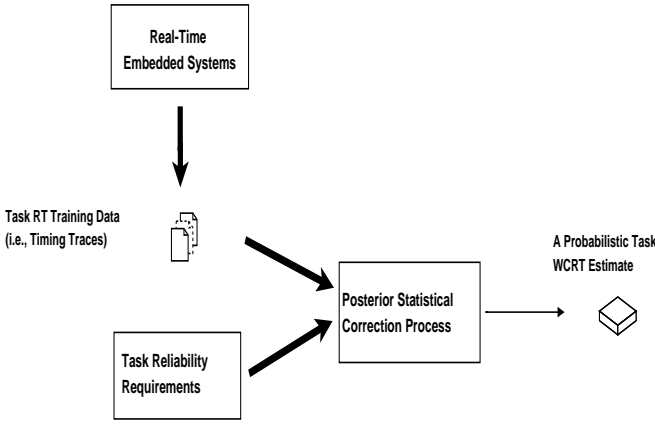 Real-Time
Embedded Systems
Task RT Training Data
(i.e., Timing Traces)
A Probabilistic Task
WCRT Estimate
Posterior Statistical
Correction Process
Task Reliability
Requirements